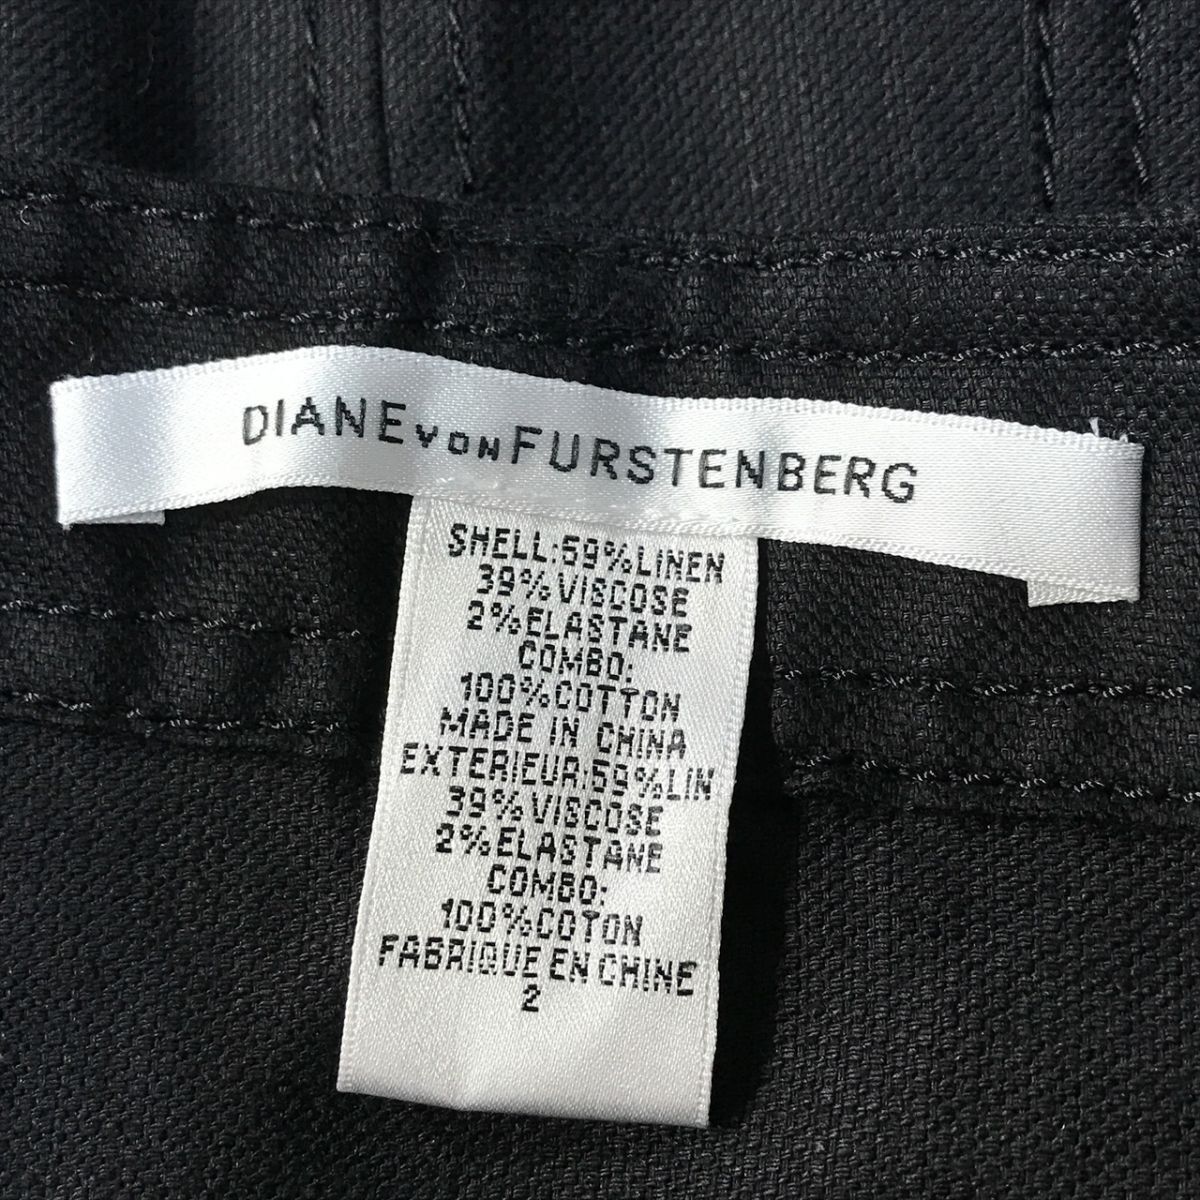 DIANE VON FURSTENBERG
SHELL:59%LINEN
39%VISCOSE
2%ELASTANE
COMBO:
100%COTTON
MADE IN CHINA
EXTERIEUR:59%LIN
39%VISCOSE
2%ELASTANE
COMBO:
100%COTON
FABRIQUE EN CHINE
2